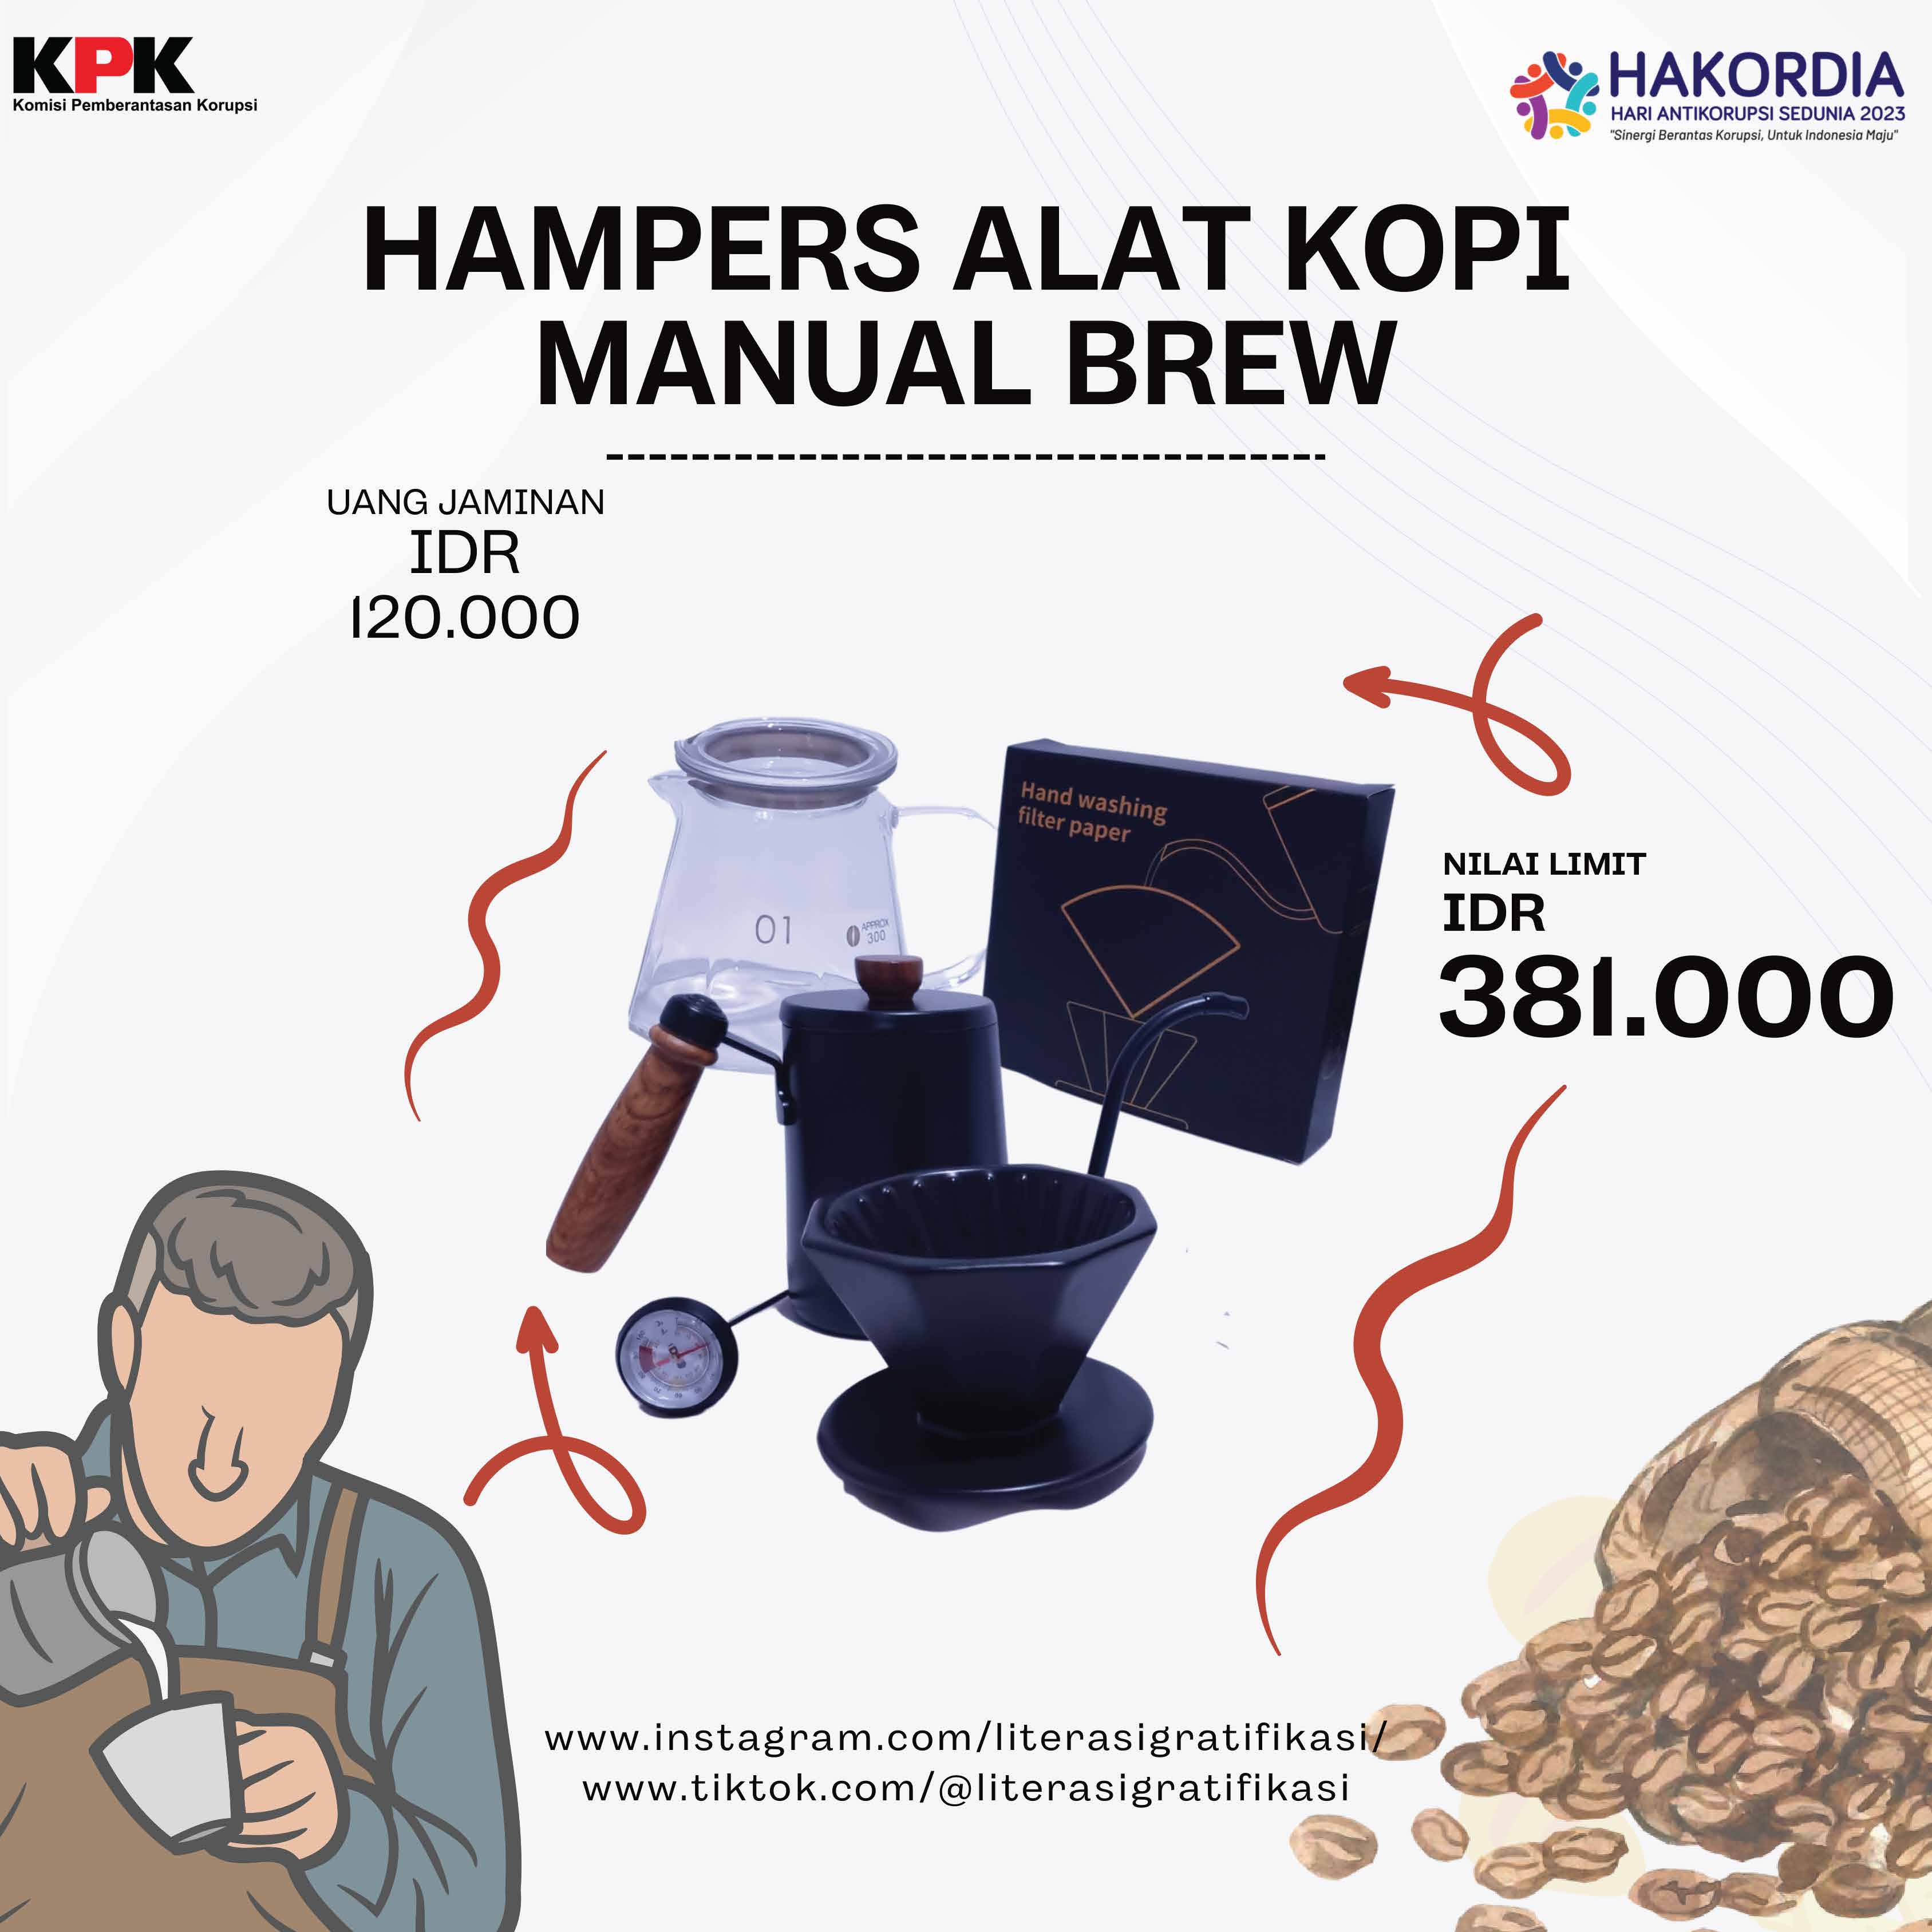 KPK
Komisi Pemberantasan Korupsi
HAKORDIA
HARI ANTIKORUPSI SEDUNIA 2023
"Sinergi Berantas Korupsi, Untuk Indonesia Maju"
HAMPERS ALAT KOPI
MANUAL BREW
UANG JAMINAN
IDR
120.000
Hand washing
filter paper
01
APPROX
300
NILAI LIMIT
IDR
381.000
www.instagram.com/literasigratifikasi/
www.tiktok.com/@literasigratifikasi